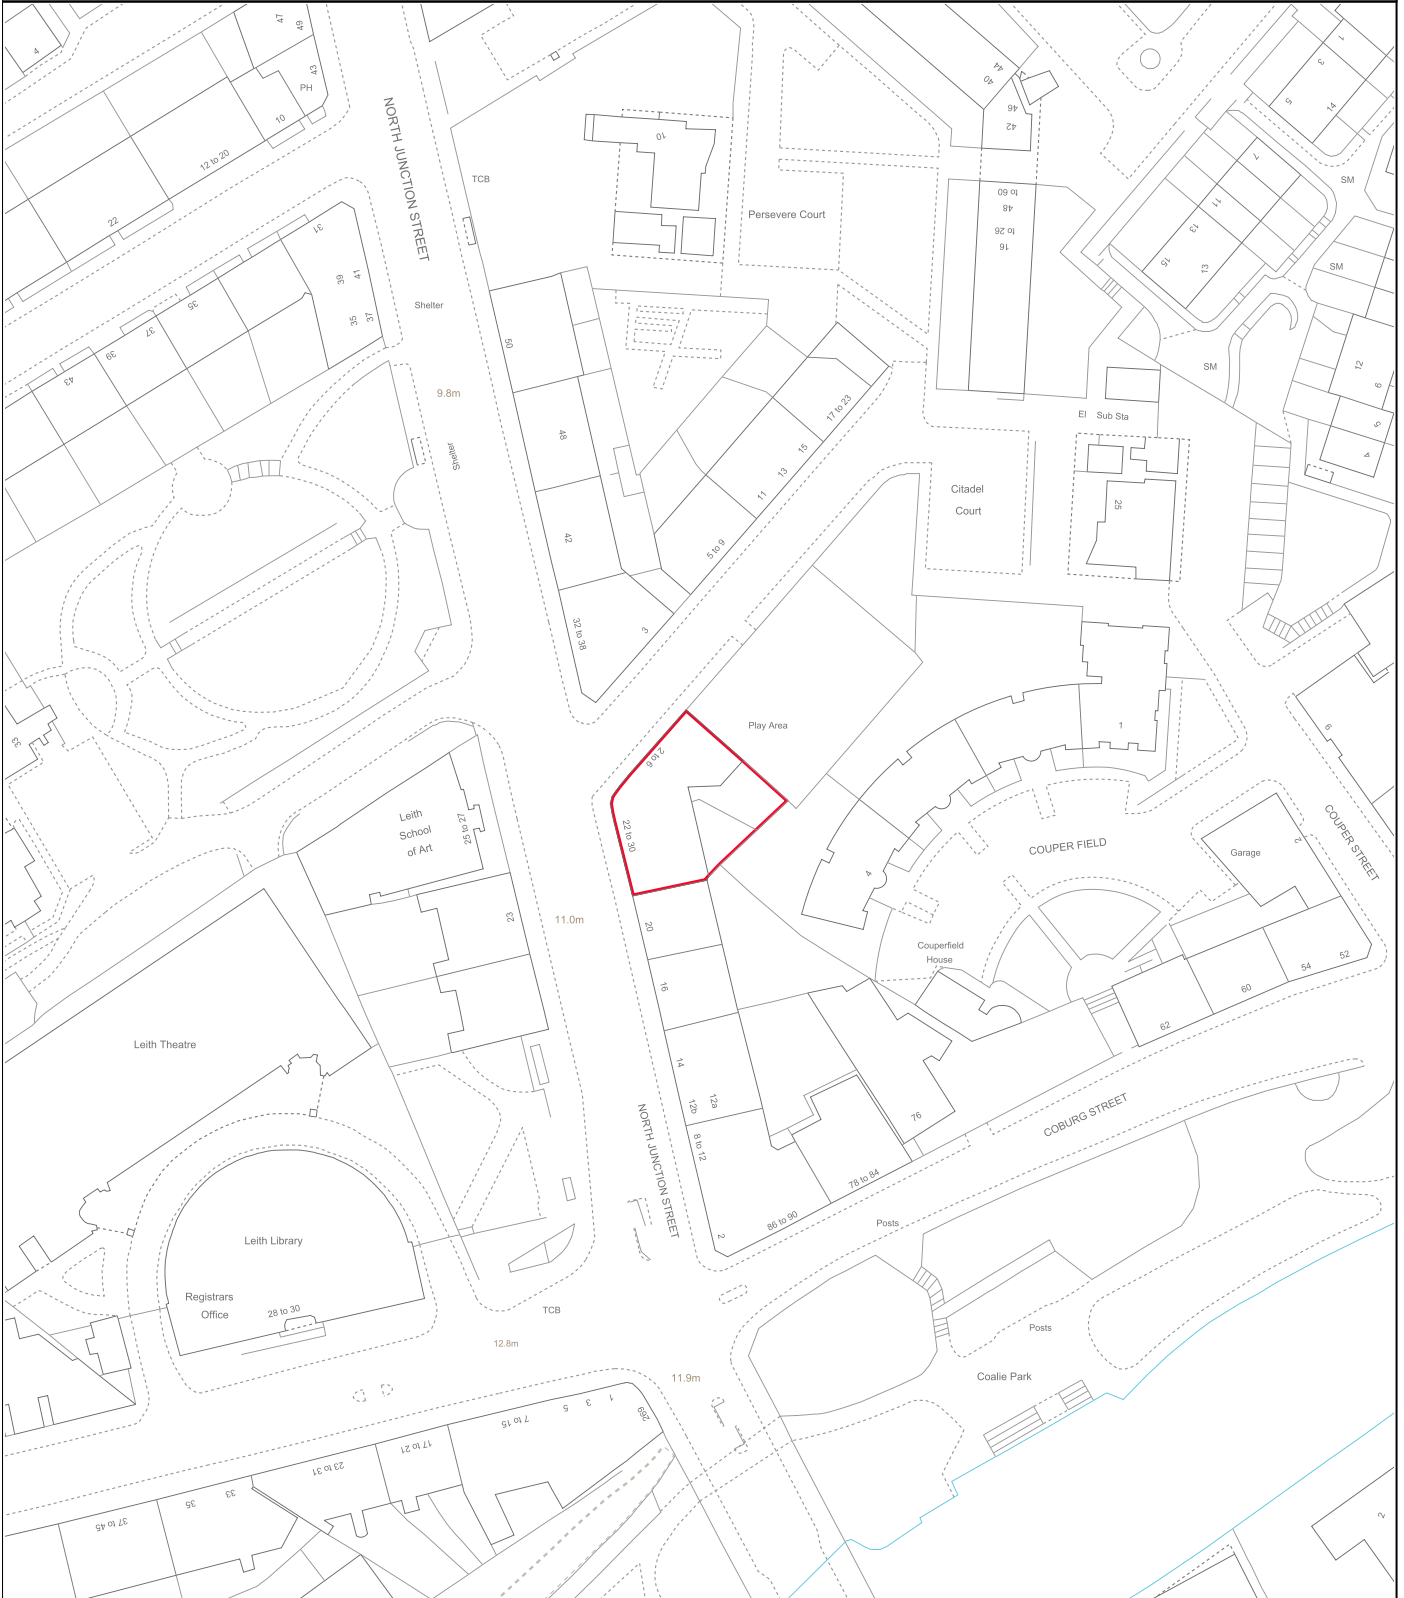 4
47
49
43
PH
10
12 to 20
22
NORTH JUNCTION STREET
TCB
10
Persevere Court
44
40
46
42
48 to 60
16 to 26
1
3
5
14
7
11
13
15
13
SM
SM
SM
12
6
5
4
31
41
39
37
35
35
37
39
43
Shelter
9.8m
Shelter
50
48
42
32 to 38
3
5 to 9
11
13
15
17 to 23
El Sub Sta
Citadel
Court
25
Play Area
2 to 6
22 to 30
1
4
COUPER FIELD
Garage
2
COUPER STREET
9
33
Leith
School
of Art
25 to 27
23
11.0m
20
16
14
12a
12b
8 to 12
2
Couperfield
House
52
54
60
62
76
78 to 84
86 to 90
COBURG STREET
NORTH JUNCTION STREET
Leith Theatre
Leith Library
Registrars
Office
28 to 30
TCB
12.8m
11.9m
Posts
Posts
Coalie Park
269
1
3
5
7 to 15
17 to 21
23 to 31
33
35
37 to 45
2